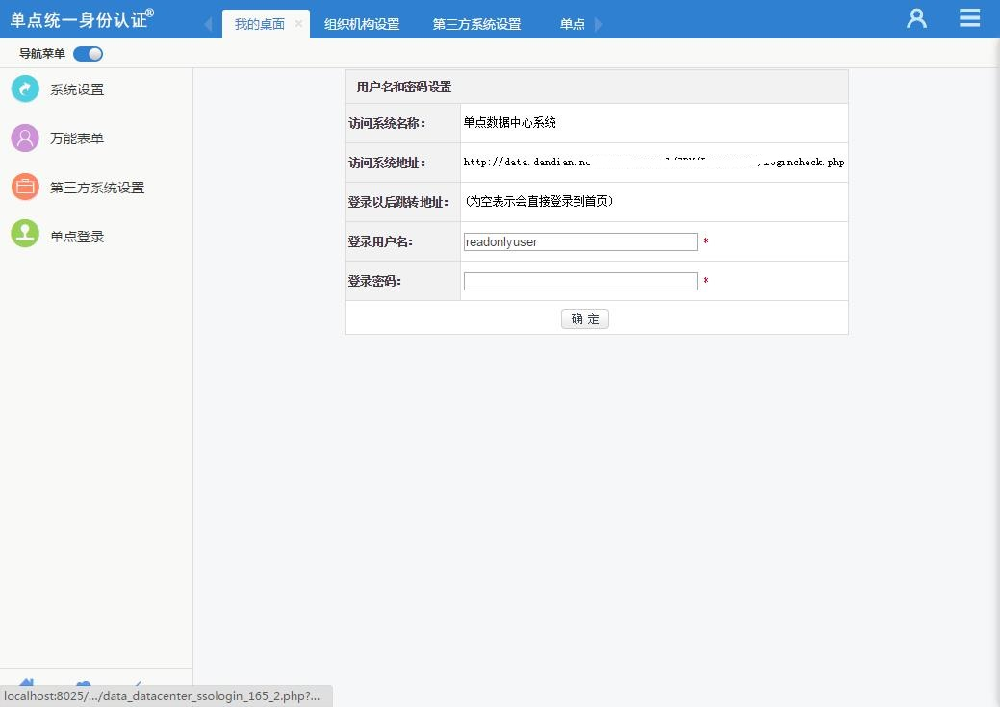 单点统一身份认证®
我的桌面 ×
组织机构设置
第三方系统设置
单点
导航菜单
系统设置
万能表单
第三方系统设置
单点登录
用户名和密码设置
访问系统名称： 单点数据中心系统
访问系统地址： http://data.dandian.n logincheck.php
登录以后跳转地址： (为空表示会直接登录到首页)
登录用户名： readonlyuser *
登录密码： *
确 定
localhost:8025/.../data_datacenter_ssologin_165_2.php?...